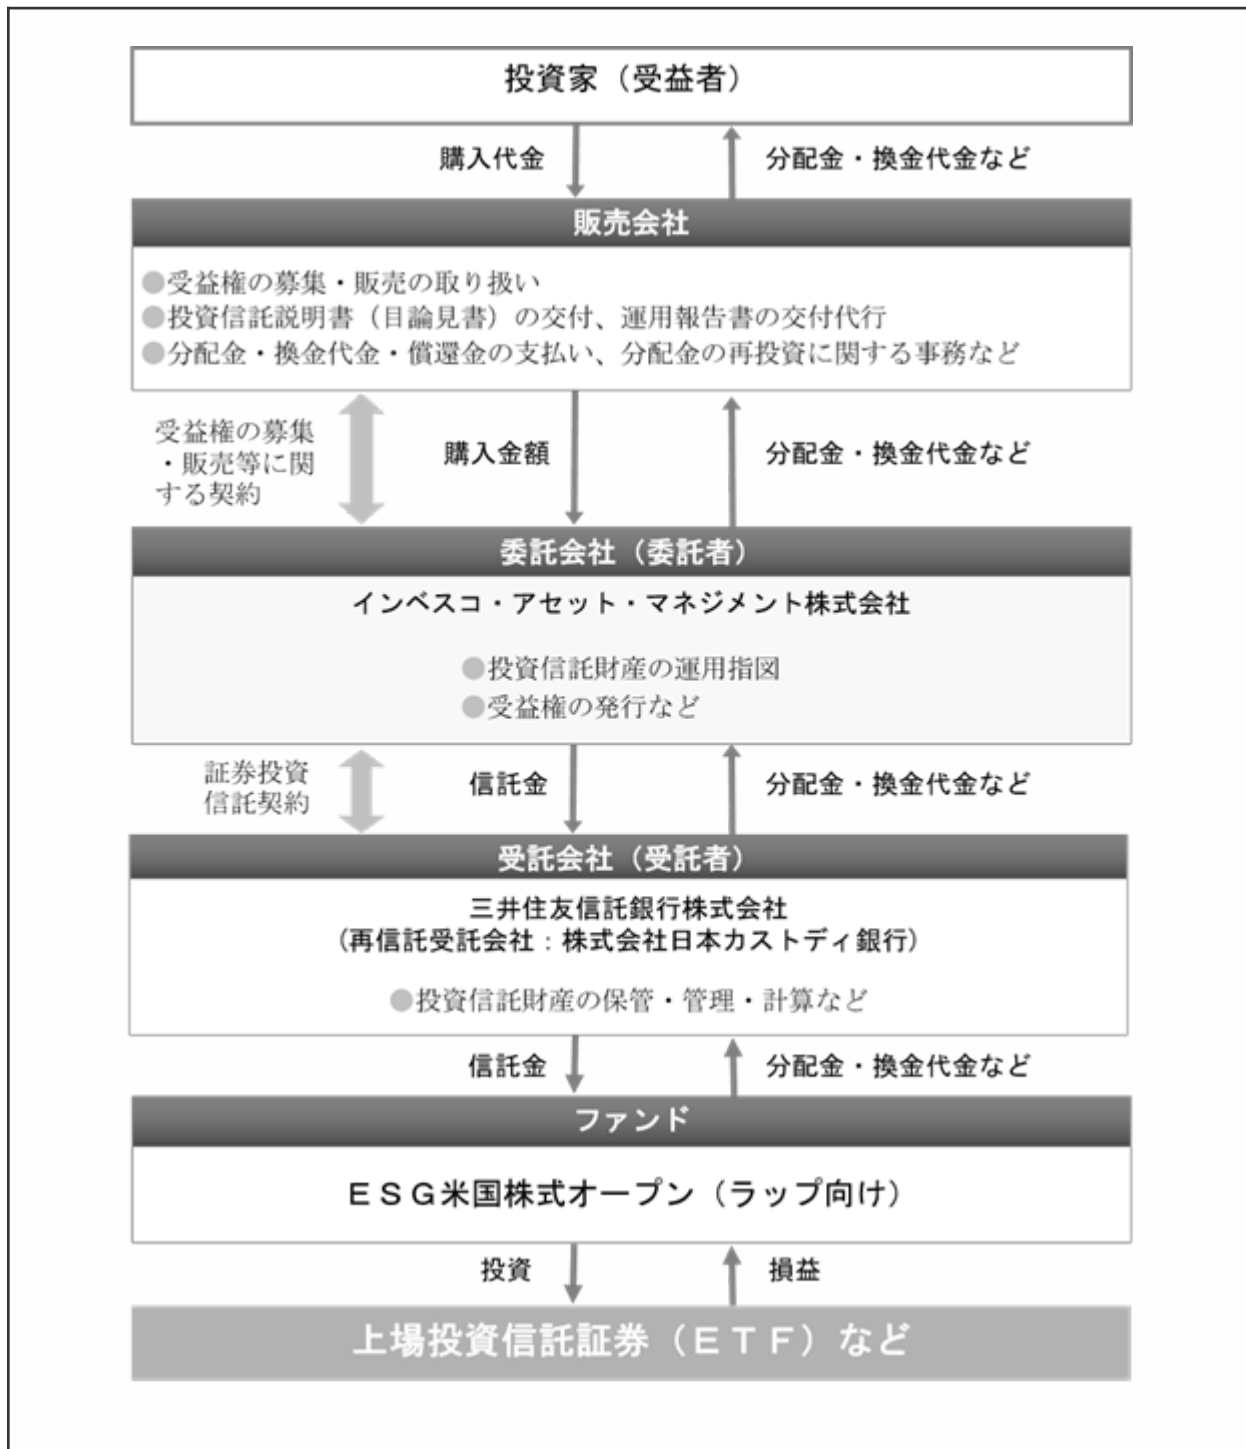 投資家（受益者）
購入代金
分配金・換金代金など
販売会社
●受益権の募集・販売の取り扱い
●投資信託説明書（目論見書）の交付、運用報告書の交付代行
●分配金・換金代金・償還金の支払い、分配金の再投資に関する事務など
受益権の募集
・販売等に関
する契約
購入金額
分配金・換金代金など
委託会社（委託者）
インベスコ・アセット・マネジメント株式会社
●投資信託財産の運用指図
●受益権の発行など
証券投資
信託契約
信託金
分配金・換金代金など
受託会社（受託者）
三井住友信託銀行株式会社
(再信託受託会社：株式会社日本カストディ銀行)
●投資信託財産の保管・管理・計算など
信託金
分配金・換金代金など
ファンド
ＥＳＧ米国株式オープン（ラップ向け）
投資
損益
上場投資信託証券（ＥＴＦ）など